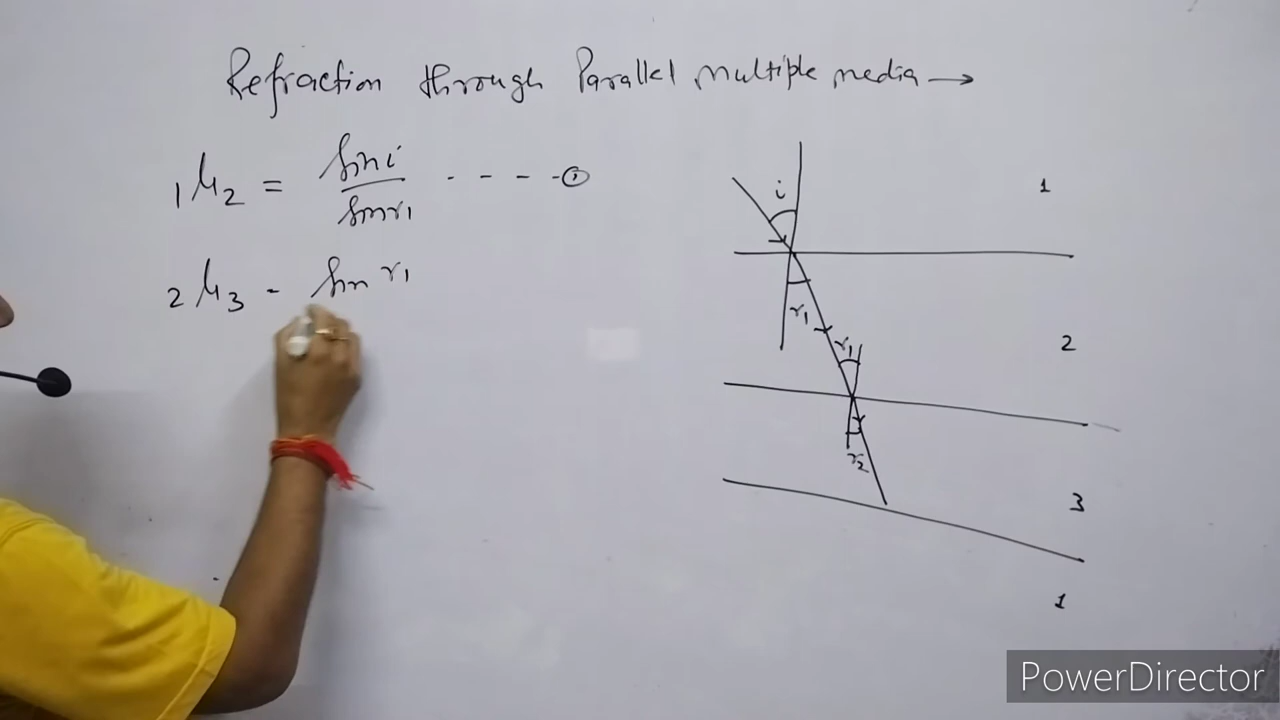 Refraction through Parallel multiple media →
₁μ₂ = sin i / sin r₁ - - - - ①
₂μ₃ = sin r₁
i
1
r₁
r₁
2
r₂
3
1
PowerDirector